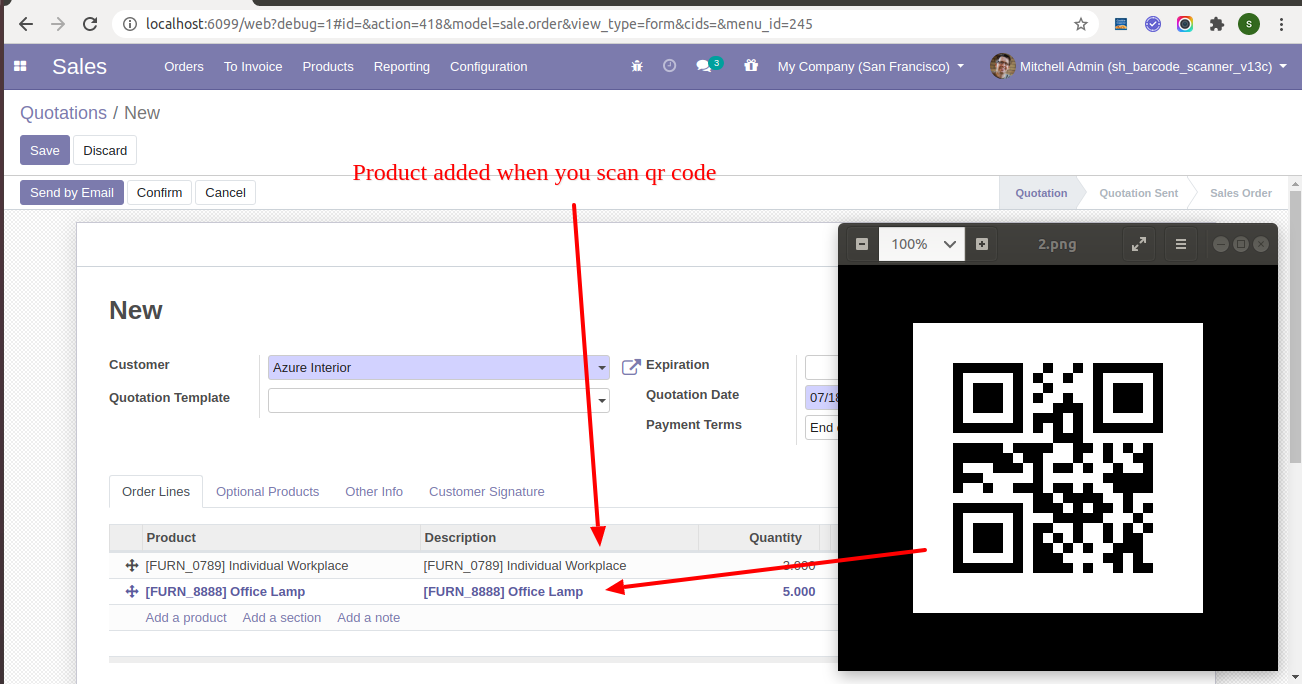 localhost:6099/web?debug=1#id=&action=418&model=sale.order&view_type=form&cids=&menu_id=245
S
Sales Orders To Invoice Products Reporting Configuration 3 My Company (San Francisco) Mitchell Admin (sh_barcode_scanner_v13c)
Quotations / New
Save Discard
Product added when you scan qr code
Send by Email Confirm Cancel Quotation Quotation Sent Sales Order
100% 2.png
New
Customer Azure Interior Expiration
Quotation Date 07/18
Quotation Template
Payment Terms End
Order Lines Optional Products Other Info Customer Signature
Product Description Quantity
[FURN_0789] Individual Workplace [FURN_0789] Individual Workplace 3.000
[FURN_8888] Office Lamp [FURN_8888] Office Lamp 5.000
Add a product Add a section Add a note